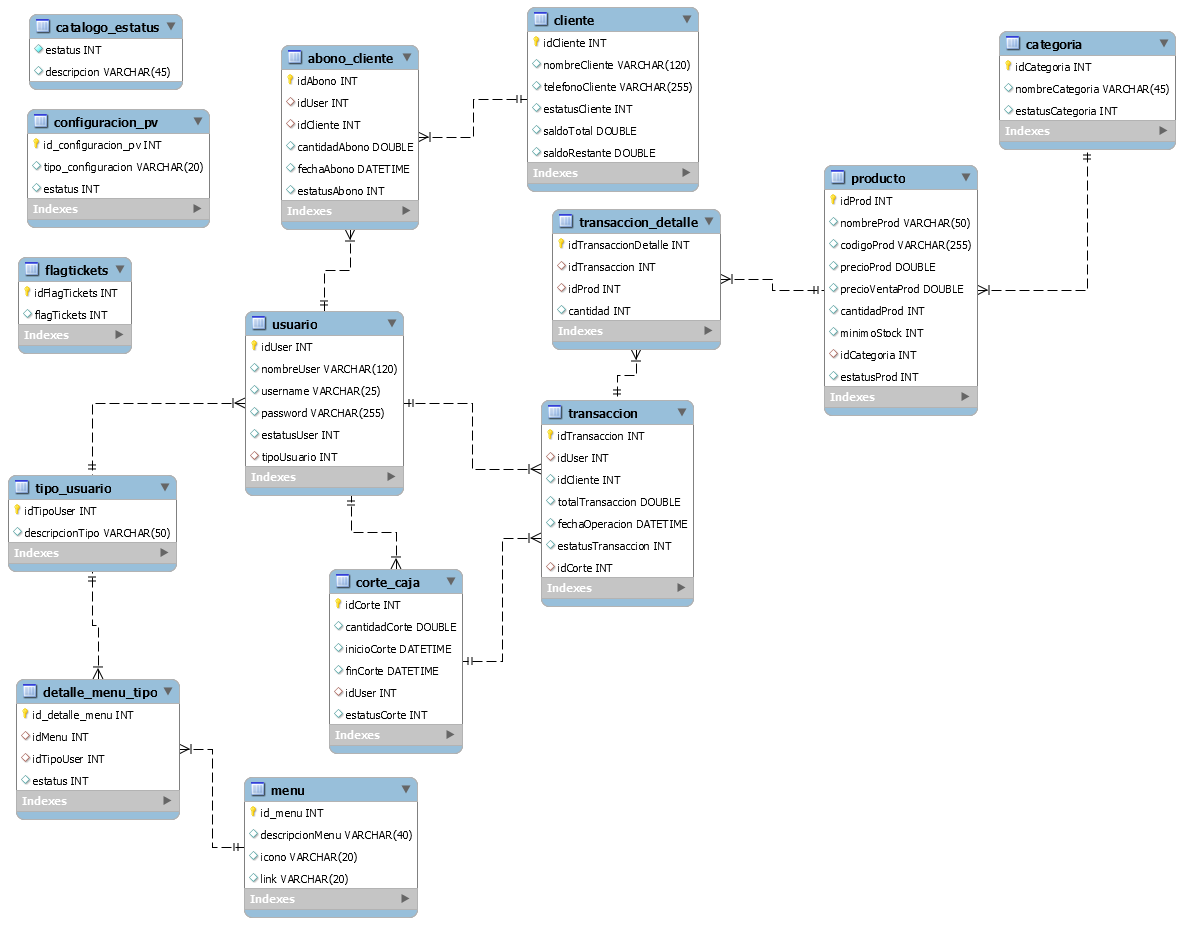 catalogo_estatus
estatus INT
descripcion VARCHAR(45)
configuracion_pv
id_configuracion_pv INT
tipo_configuracion VARCHAR(20)
estatus INT
Indexes
flagtickets
idFlagTickets INT
flagTickets INT
Indexes
abono_cliente
idAbono INT
idUser INT
idCliente INT
cantidadAbono DOUBLE
fechaAbono DATETIME
estatusAbono INT
Indexes
cliente
idCliente INT
nombreCliente VARCHAR(120)
telefonoCliente VARCHAR(255)
estatusCliente INT
saldoTotal DOUBLE
saldoRestante DOUBLE
Indexes
categoria
idCategoria INT
nombreCategoria VARCHAR(45)
estatusCategoria INT
Indexes
producto
idProd INT
nombreProd VARCHAR(50)
codigoProd VARCHAR(255)
precioProd DOUBLE
precioVentaProd DOUBLE
cantidadProd INT
minimoStock INT
idCategoria INT
estatusProd INT
Indexes
transaccion_detalle
idTransaccionDetalle INT
idTransaccion INT
idProd INT
cantidad INT
Indexes
usuario
idUser INT
nombreUser VARCHAR(120)
username VARCHAR(25)
password VARCHAR(255)
estatusUser INT
tipoUsuario INT
Indexes
transaccion
idTransaccion INT
idUser INT
idCliente INT
totalTransaccion DOUBLE
fechaOperacion DATETIME
estatusTransaccion INT
idCorte INT
Indexes
tipo_usuario
idTipoUser INT
descripcionTipo VARCHAR(50)
Indexes
corte_caja
idCorte INT
cantidadCorte DOUBLE
inicioCorte DATETIME
finCorte DATETIME
idUser INT
estatusCorte INT
Indexes
detalle_menu_tipo
id_detalle_menu INT
idMenu INT
idTipoUser INT
estatus INT
Indexes
menu
id_menu INT
descripcionMenu VARCHAR(40)
icono VARCHAR(20)
link VARCHAR(20)
Indexes